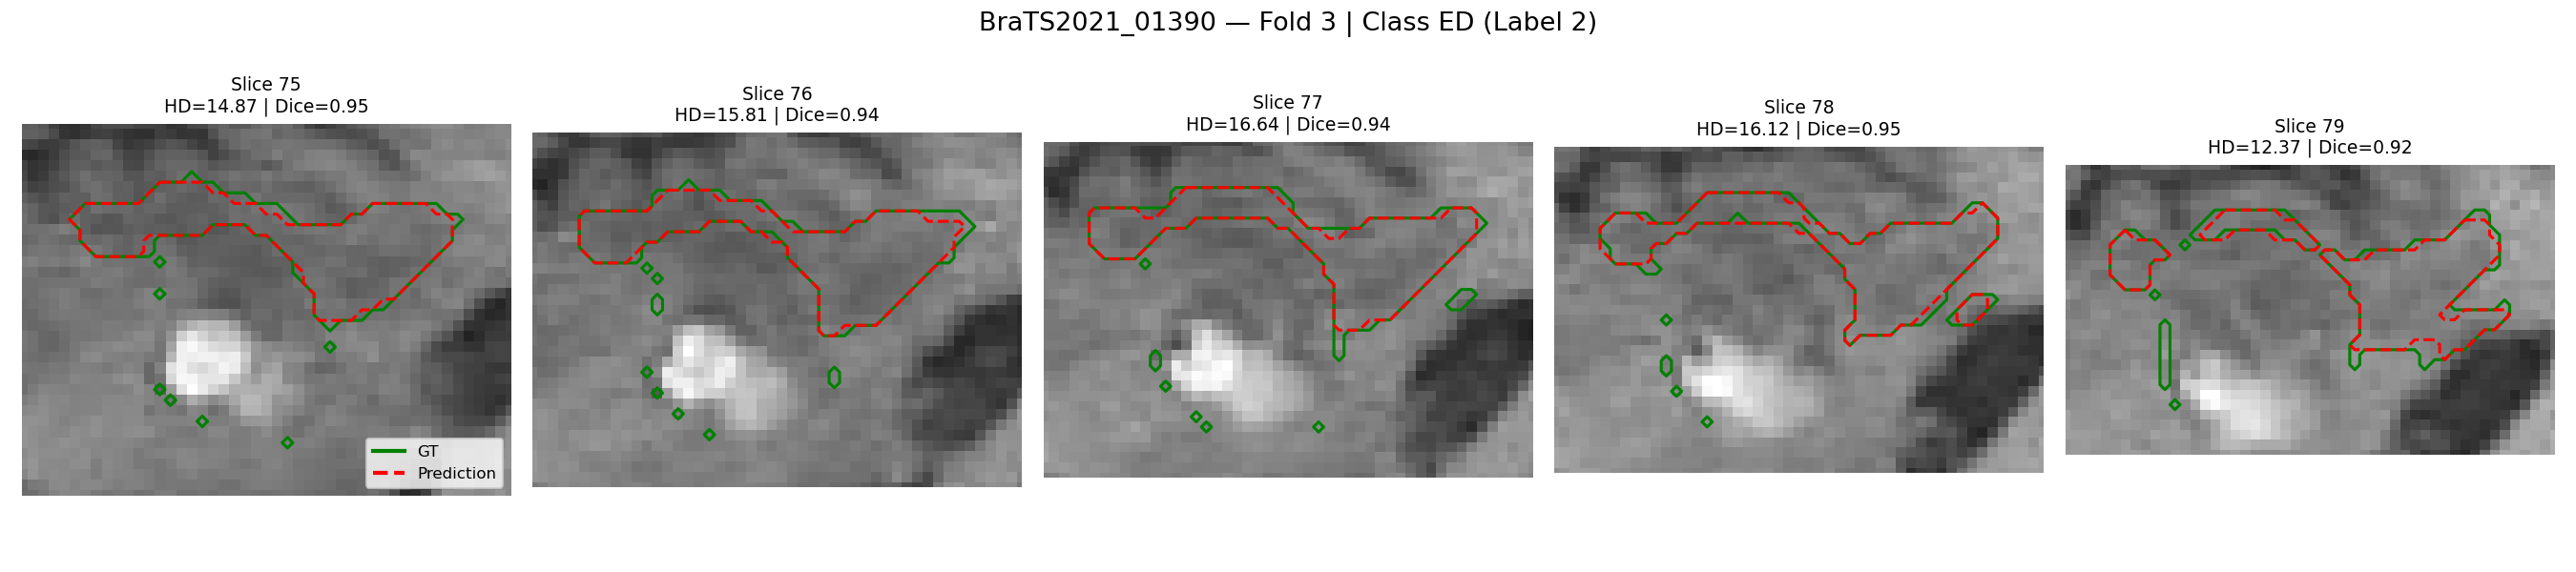 BraTS2021_01390 — Fold 3 | Class ED (Label 2)
Slice 75
HD=14.87 | Dice=0.95
Slice 76
HD=15.81 | Dice=0.94
Slice 77
HD=16.64 | Dice=0.94
Slice 78
HD=16.12 | Dice=0.95
Slice 79
HD=12.37 | Dice=0.92
GT
Prediction